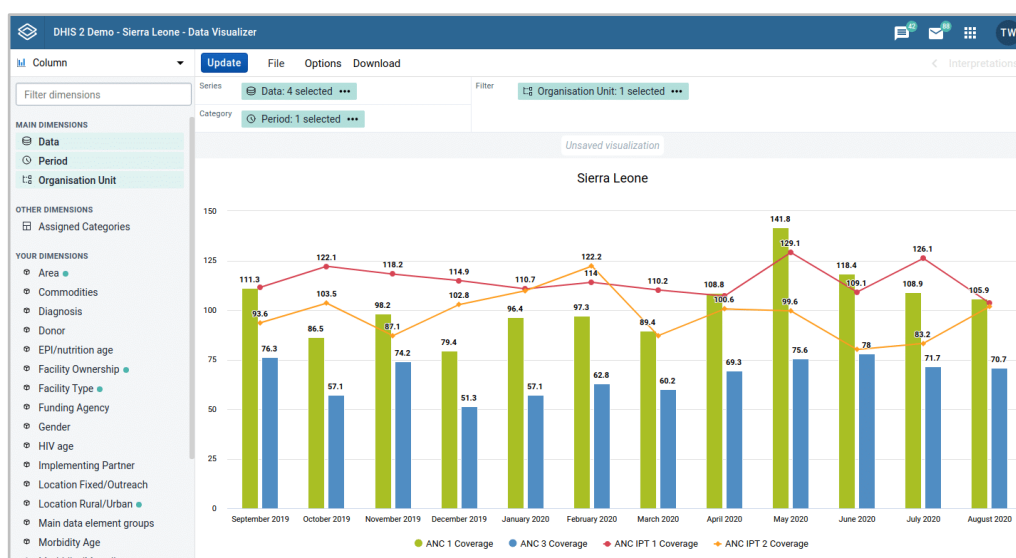 DHIS 2 Demo - Sierra Leone - Data Visualizer
42
88
TW
Column
Update File Options Download
Interpretations
Filter dimensions
Series
Data: 4 selected •••
Filter
Organisation Unit: 1 selected •••
Category
Period: 1 selected •••
MAIN DIMENSIONS
Data
Period
Organisation Unit
OTHER DIMENSIONS
Assigned Categories
YOUR DIMENSIONS
Area
Commodities
Diagnosis
Donor
EPI/nutrition age
Facility Ownership
Facility Type
Funding Agency
Gender
HIV age
Implementing Partner
Location Fixed/Outreach
Location Rural/Urban
Main data element groups
Morbidity Age
Unsaved visualization
Sierra Leone
150
125
100
75
50
25
0
111.3 86.5 98.2 79.4 96.4 97.3 89.4 108.8 141.8 118.4 108.9 105.9
76.3 57.1 74.2 51.3 57.1 62.8 60.2 69.3 75.6 78 71.7 70.7
122.1 118.2 114.9 110.7 114 110.2 129.1 109.1 126.1
93.6 103.5 87.1 102.8 122.2 100.6 99.6 83.2
September 2019 October 2019 November 2019 December 2019 January 2020 February 2020 March 2020 April 2020 May 2020 June 2020 July 2020 August 2020
ANC 1 Coverage ANC 3 Coverage ANC IPT 1 Coverage ANC IPT 2 Coverage